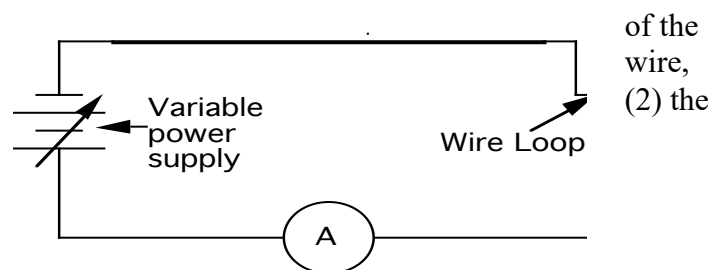 of the
wire,
(2) the
Variable
power
supply
Wire Loop
A